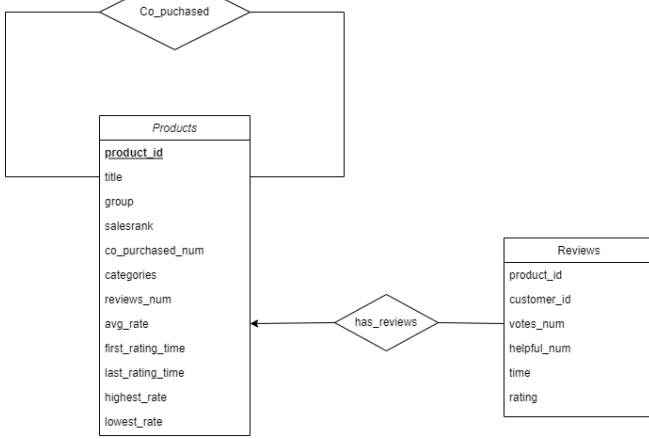 Co_puchased
Products
product_id
title
group
salesrank
co_purchased_num
categories
reviews_num
avg_rate
first_rating_time
last_rating_time
highest_rate
lowest_rate
has_reviews
Reviews
product_id
customer_id
votes_num
helpful_num
time
rating